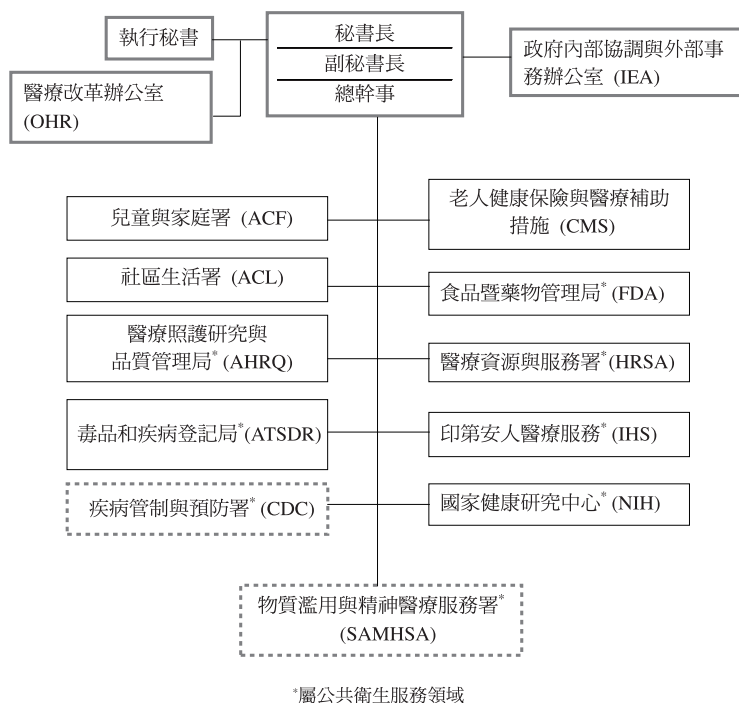 執行秘書
秘書長
副秘書長
總幹事
政府內部協調與外部事
務辦公室 (IEA)
醫療改革辦公室
(OHR)
兒童與家庭署 (ACF)
老人健康保險與醫療補助
措施 (CMS)
社區生活署 (ACL)
食品暨藥物管理局* (FDA)
醫療照護研究與
品質管理局* (AHRQ)
醫療資源與服務署* (HRSA)
毒品和疾病登記局* (ATSDR)
印第安人醫療服務* (IHS)
疾病管制與預防署* (CDC)
國家健康研究中心* (NIH)
物質濫用與精神醫療服務署*
(SAMHSA)
*屬公共衛生服務領域